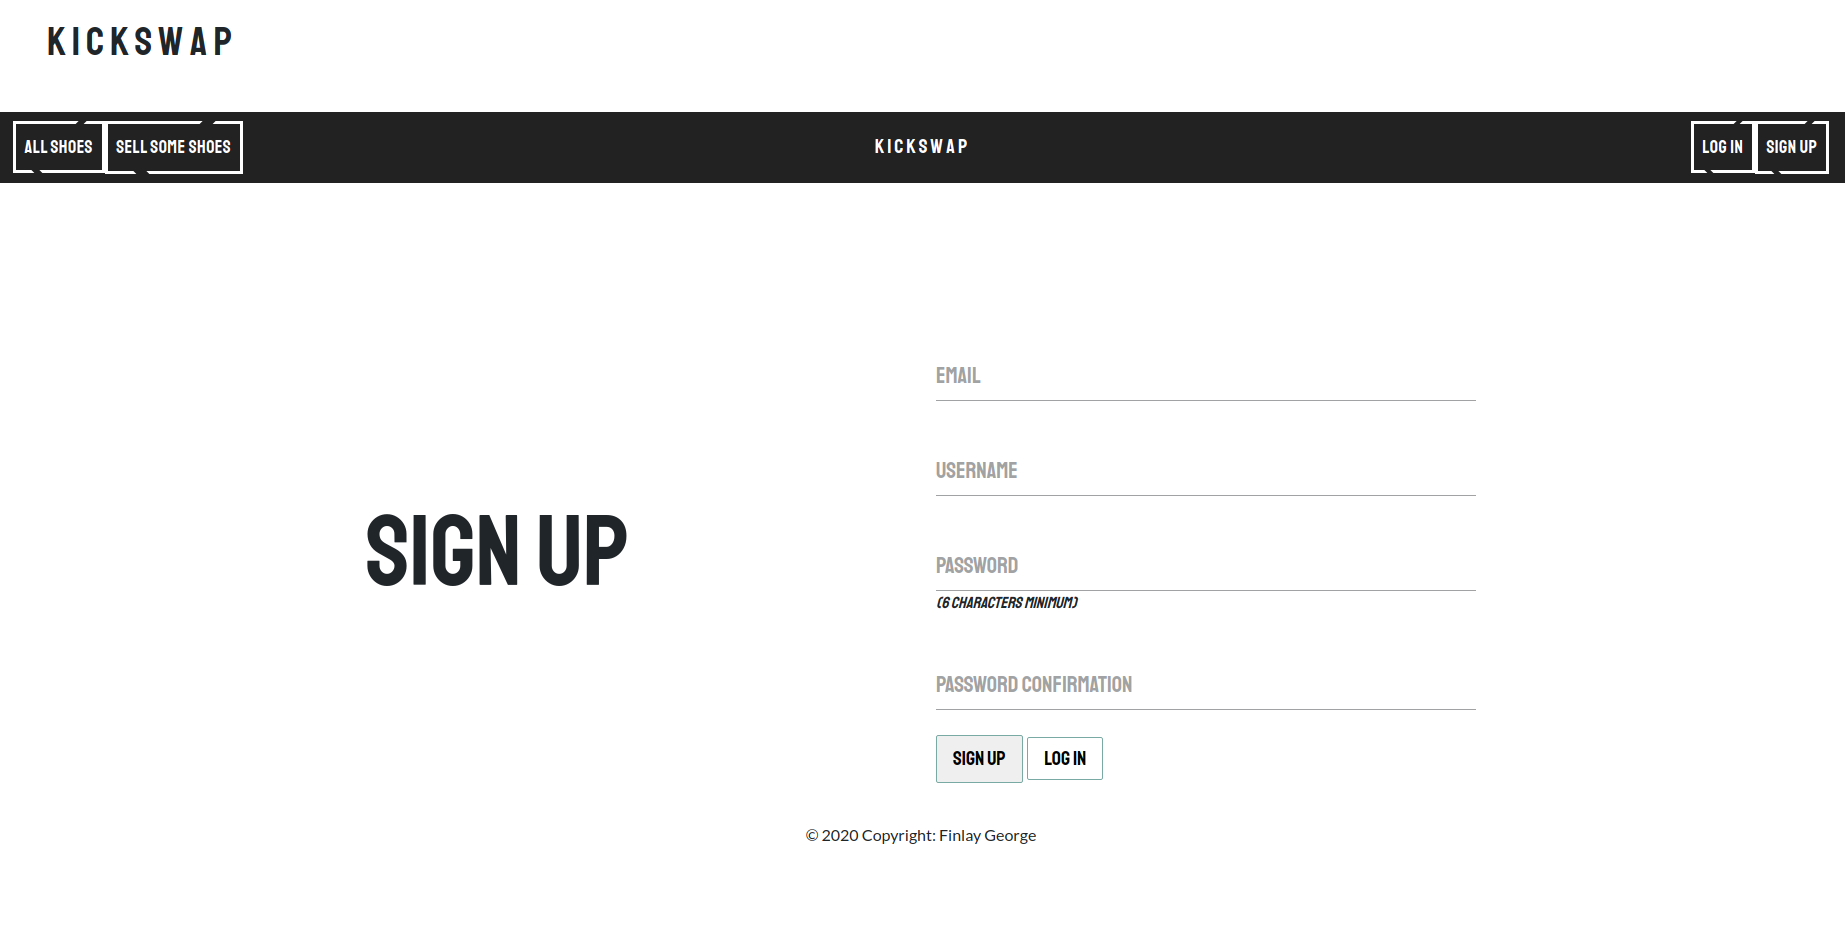 KICKSWAP
ALL SHOES SELL SOME SHOES KICKSWAP LOG IN SIGN UP
EMAIL
USERNAME
SIGN UP
PASSWORD
(6 CHARACTERS MINIMUM)
PASSWORD CONFIRMATION
SIGN UP LOG IN
© 2020 Copyright: Finlay George